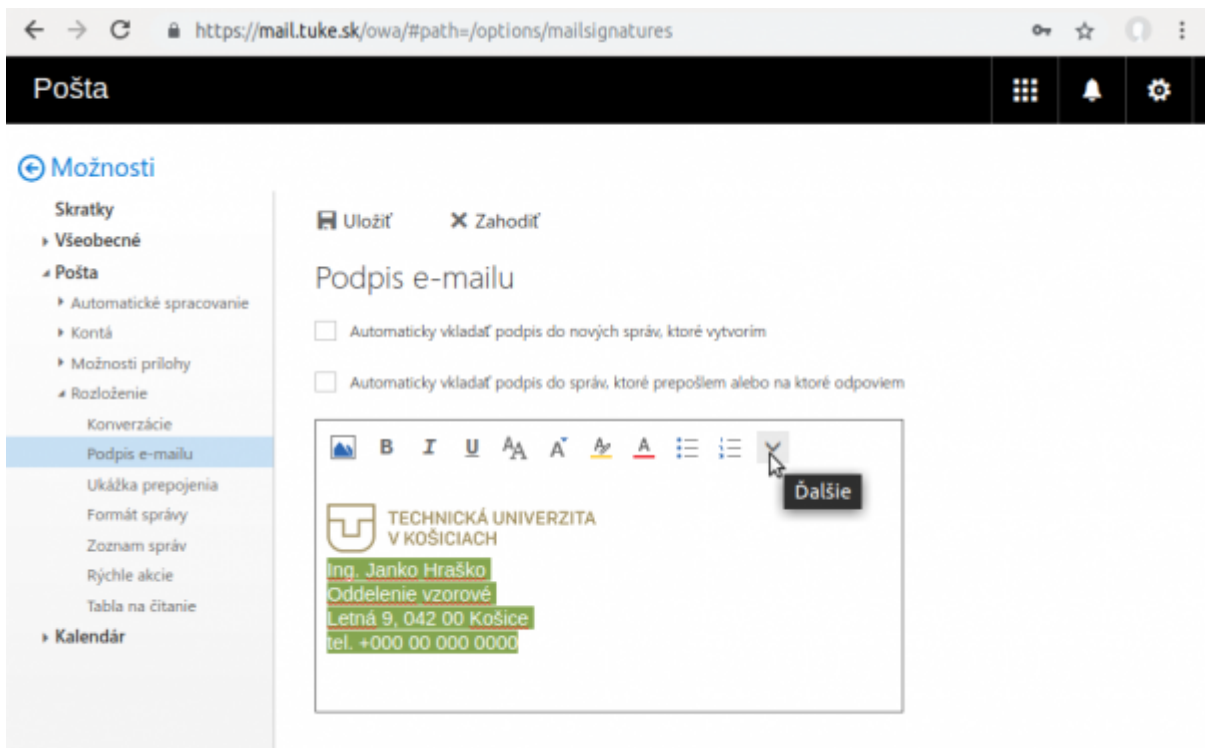 https://mail.tuke.sk/owa/#path=/options/mailsignatures
Pošta
Možnosti
Skratky
Všeobecné
Pošta
Automatické spracovanie
Kontá
Možnosti prílohy
Rozloženie
Konverzácie
Podpis e-mailu
Ukážka prepojenia
Formát správy
Zoznam správ
Rýchle akcie
Tabla na čítanie
Kalendár
Uložiť Zahodiť
Podpis e-mailu
Automaticky vkladať podpis do nových správ, ktoré vytvorím
Automaticky vkladať podpis do správ, ktoré prepošlem alebo na ktoré odpoviem
B I U AA A A A
Ďalšie
TECHNICKÁ UNIVERZITA
V KOŠICIACH
Ing. Janko Hraško
Oddelenie vzorové
Letná 9, 042 00 Košice
tel. +000 00 000 0000